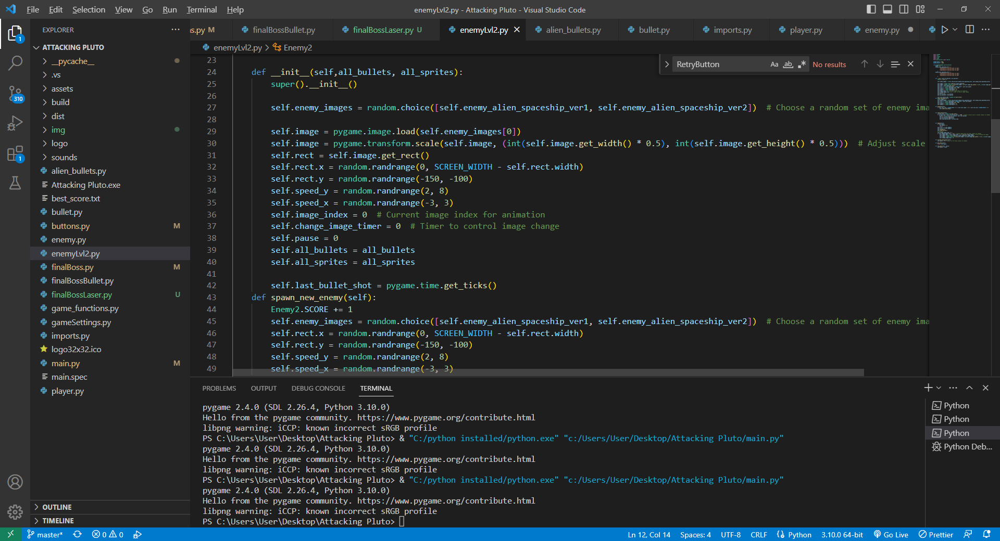 File Edit Selection View Go Run Terminal Help
enemyLvl2.py - Attacking Pluto - Visual Studio Code
EXPLORER
ns.py M
finalBossBullet.py
finalBossLaser.py U
enemyLvl2.py
alien_bullets.py
bullet.py
imports.py
player.py
enemy.py
enemyLvl2.py > Enemy2
RetryButton
Aa ab No results
1
310
1
ATTACKING PLUTO
__pycache__
.vs
assets
build
dist
img
logo
sounds
alien_bullets.py
Attacking Pluto.exe
best_score.txt
bullet.py
buttons.py M
enemy.py
enemyLvl2.py
finalBoss.py M
finalBossBullet.py
finalBossLaser.py U
game_functions.py
gameSettings.py
imports.py
logo32x32.ico
main.py M
main.spec
player.py
OUTLINE
TIMELINE
23
24 def __init__(self,all_bullets, all_sprites):
25 super().__init__()
26
27 self.enemy_images = random.choice([self.enemy_alien_spaceship_ver1, self.enemy_alien_spaceship_ver2]) # Choose a random set of enemy ima
28
29 self.image = pygame.image.load(self.enemy_images[0])
30 self.image = pygame.transform.scale(self.image, (int(self.image.get_width() * 0.5), int(self.image.get_height() * 0.5))) # Adjust scale
31 self.rect = self.image.get_rect()
32 self.rect.x = random.randrange(0, SCREEN_WIDTH - self.rect.width)
33 self.rect.y = random.randrange(-150, -100)
34 self.speed_y = random.randrange(2, 8)
35 self.speed_x = random.randrange(-3, 3)
36 self.image_index = 0 # Current image index for animation
37 self.change_image_timer = 0 # Timer to control image change
38 self.pause = 0
39 self.all_bullets = all_bullets
40 self.all_sprites = all_sprites
41
42 self.last_bullet_shot = pygame.time.get_ticks()
43 def spawn_new_enemy(self):
44 Enemy2.SCORE += 1
45 self.enemy_images = random.choice([self.enemy_alien_spaceship_ver1, self.enemy_alien_spaceship_ver2]) # Choose a random set of enemy ima
46 self.rect.x = random.randrange(0, SCREEN_WIDTH - self.rect.width)
47 self.rect.y = random.randrange(-150, -100)
48 self.speed_y = random.randrange(2, 8)
49 self.speed_x = random.randrange(-3, 3)
PROBLEMS OUTPUT DEBUG CONSOLE TERMINAL
pygame 2.4.0 (SDL 2.26.4, Python 3.10.0)
Hello from the pygame community. https://www.pygame.org/contribute.html
libpng warning: iCCP: known incorrect sRGB profile
PS C:\Users\User\Desktop\Attacking Pluto> & "C:/python installed/python.exe" "c:/Users/User/Desktop/Attacking Pluto/main.py"
pygame 2.4.0 (SDL 2.26.4, Python 3.10.0)
Hello from the pygame community. https://www.pygame.org/contribute.html
libpng warning: iCCP: known incorrect sRGB profile
PS C:\Users\User\Desktop\Attacking Pluto> & "C:/python installed/python.exe" "c:/Users/User/Desktop/Attacking Pluto/main.py"
pygame 2.4.0 (SDL 2.26.4, Python 3.10.0)
Hello from the pygame community. https://www.pygame.org/contribute.html
libpng warning: iCCP: known incorrect sRGB profile
PS C:\Users\User\Desktop\Attacking Pluto>
Python
Python
Python
Python Deb...
master* 0 0
Ln 12, Col 14 Spaces: 4 UTF-8 CRLF Python 3.10.0 64-bit Go Live Prettier